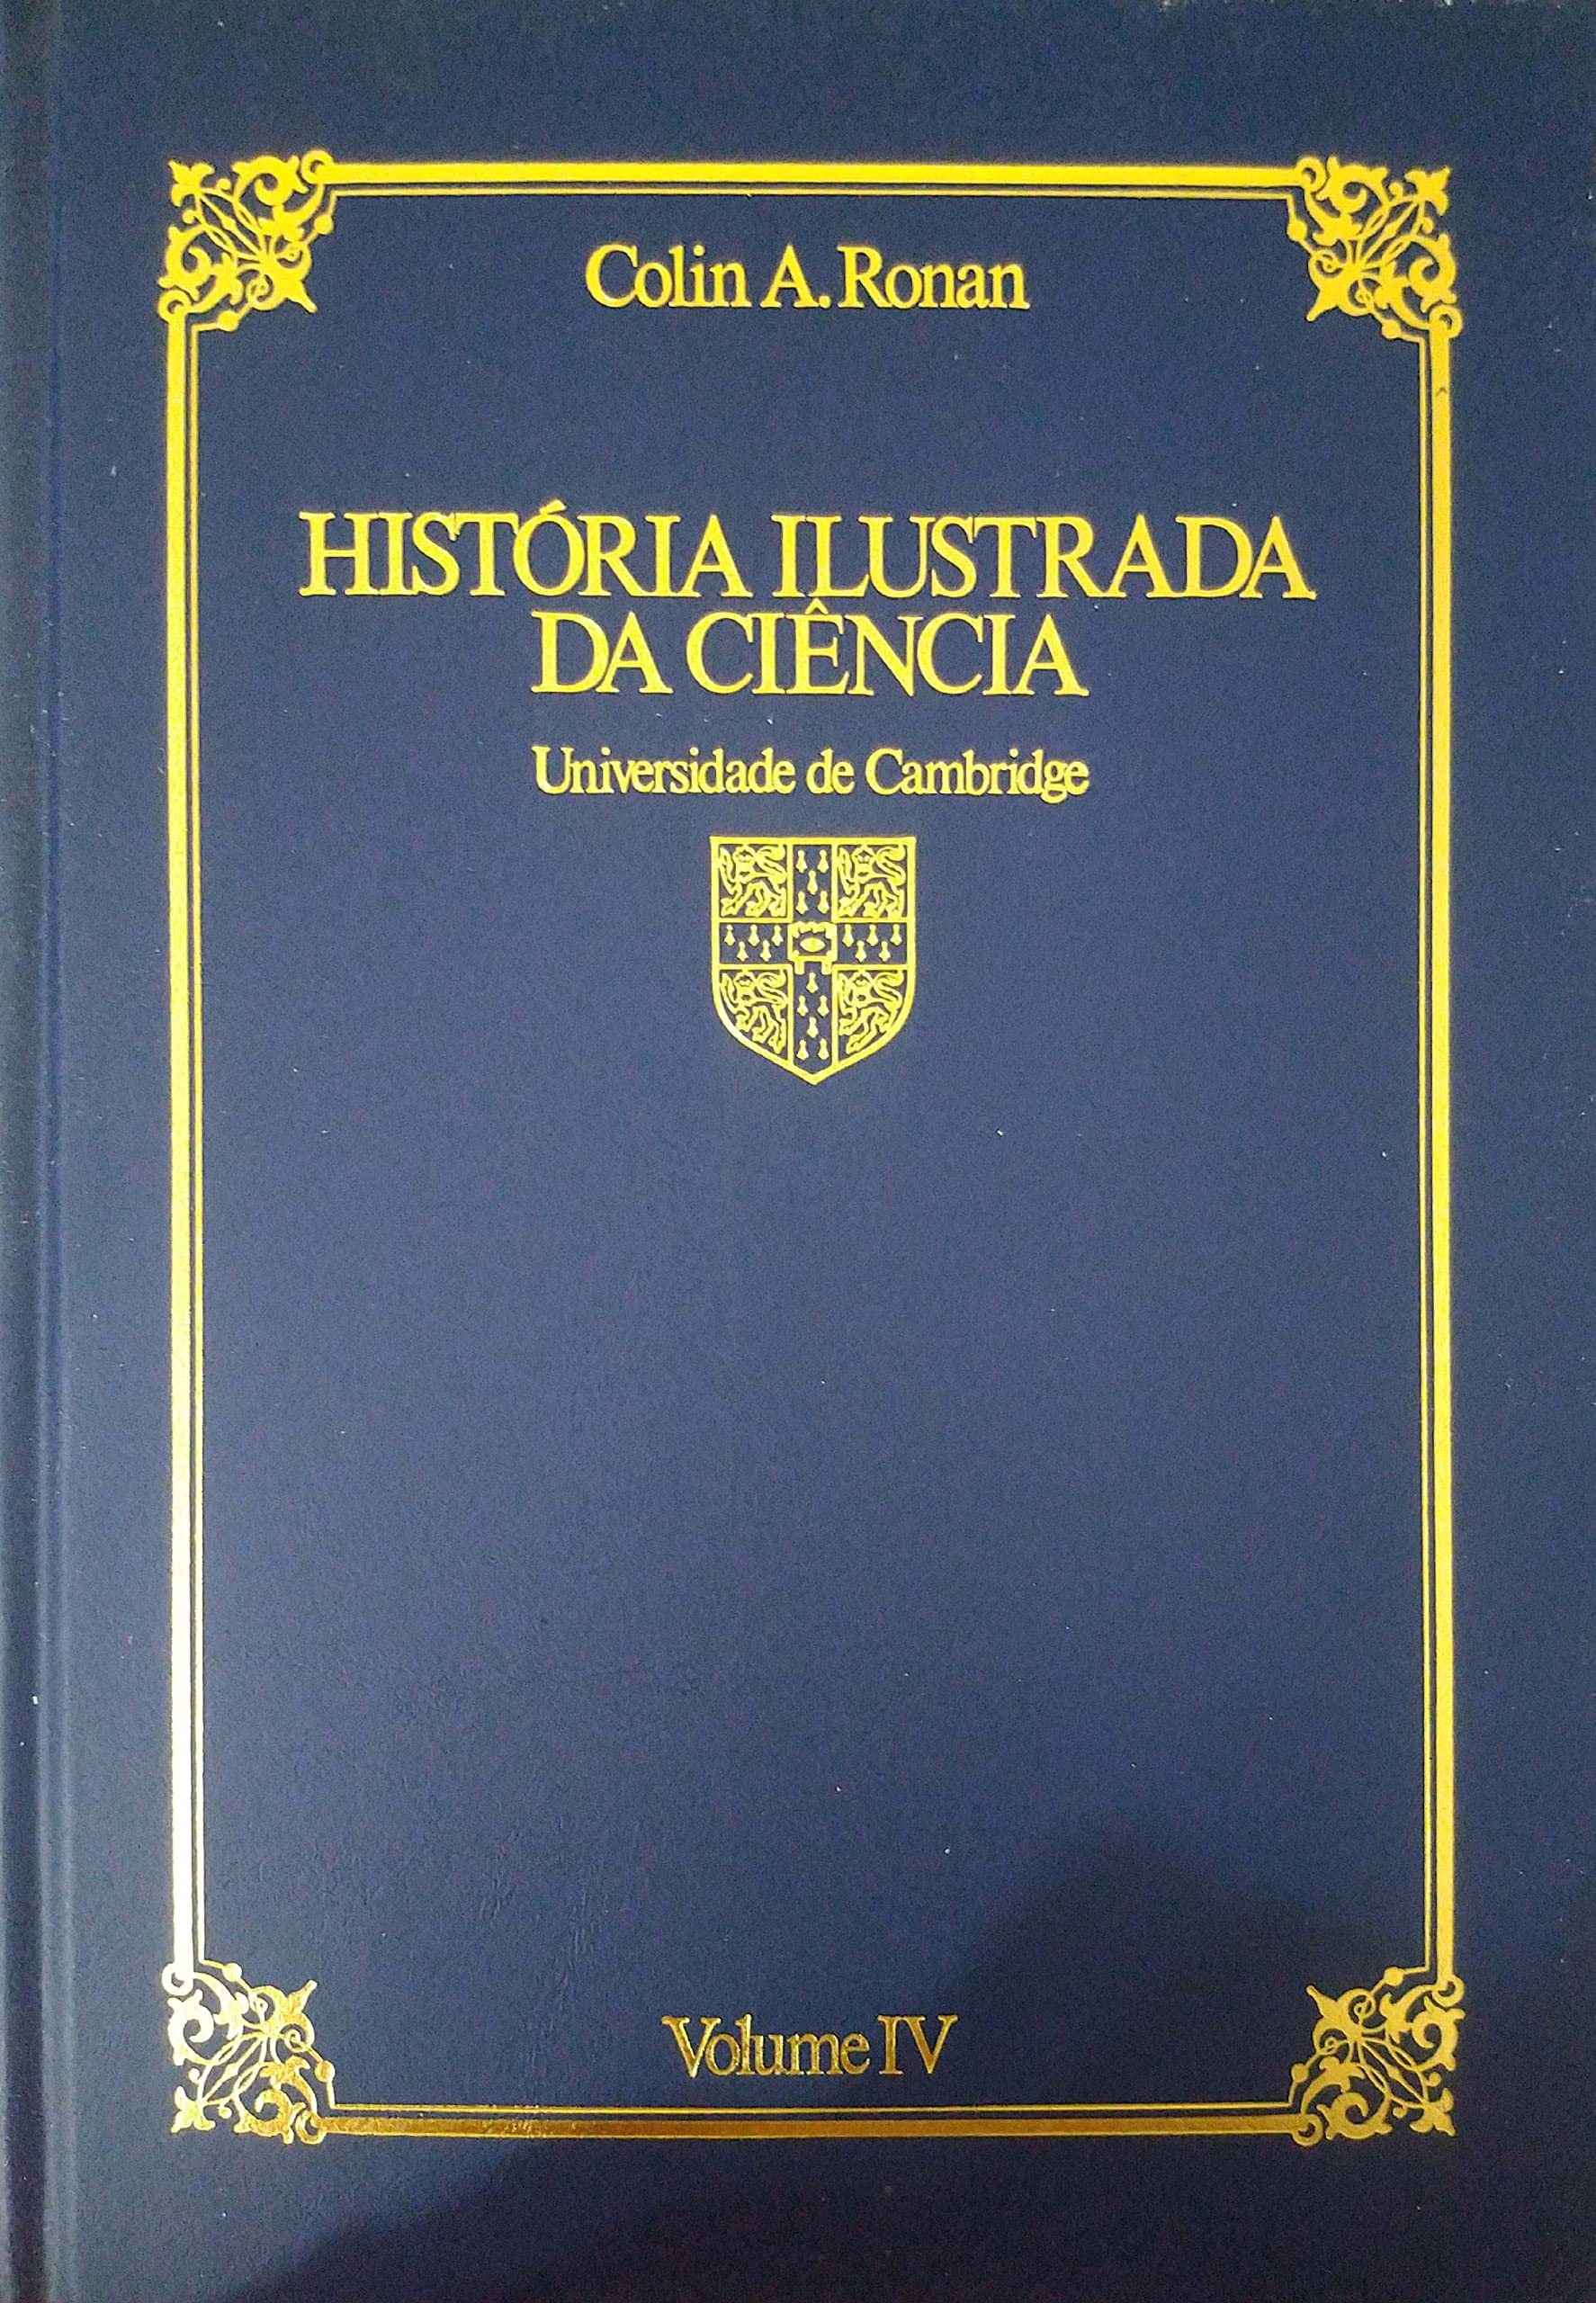 Colin A. Ronan
HISTÓRIA ILUSTRADA
DA CIÊNCIA
Universidade de Cambridge
Volume IV